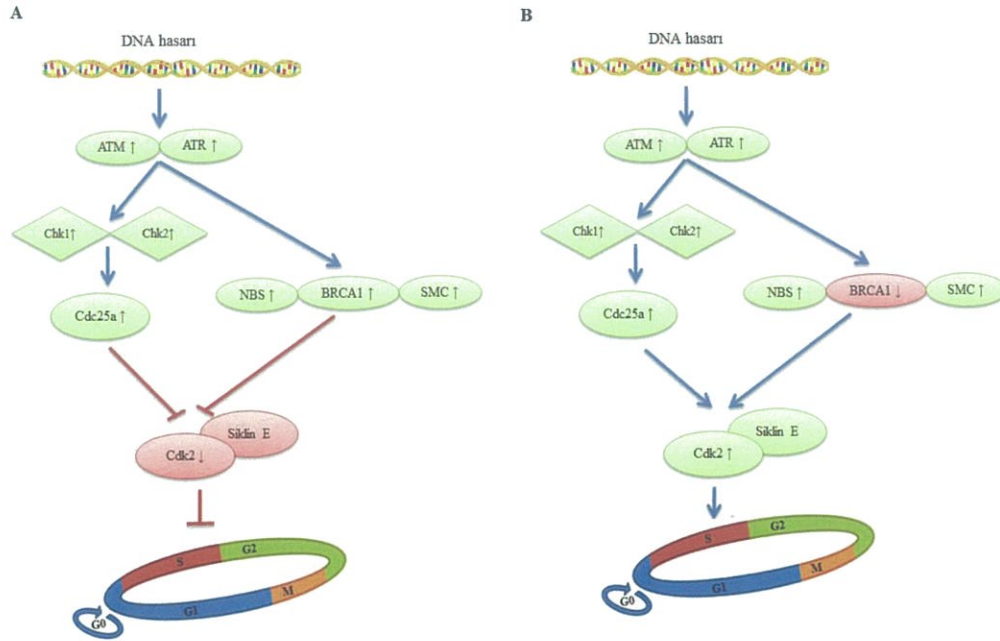 A
DNA hasarı
ATM ↑ ATR ↑
Chk1↑ Chk2↑
NBS ↑ BRCA1 ↑ SMC ↑
Cdc25a ↑
Siklin E
Cdk2 ↓
S G2
M
G1
G0
B
DNA hasarı
ATM ↑ ATR ↑
Chk1↑ Chk2↑
NBS ↑ BRCA1 ↓ SMC ↑
Cdc25a ↑
Siklin E
Cdk2 ↑
S G2
M
G1
G0